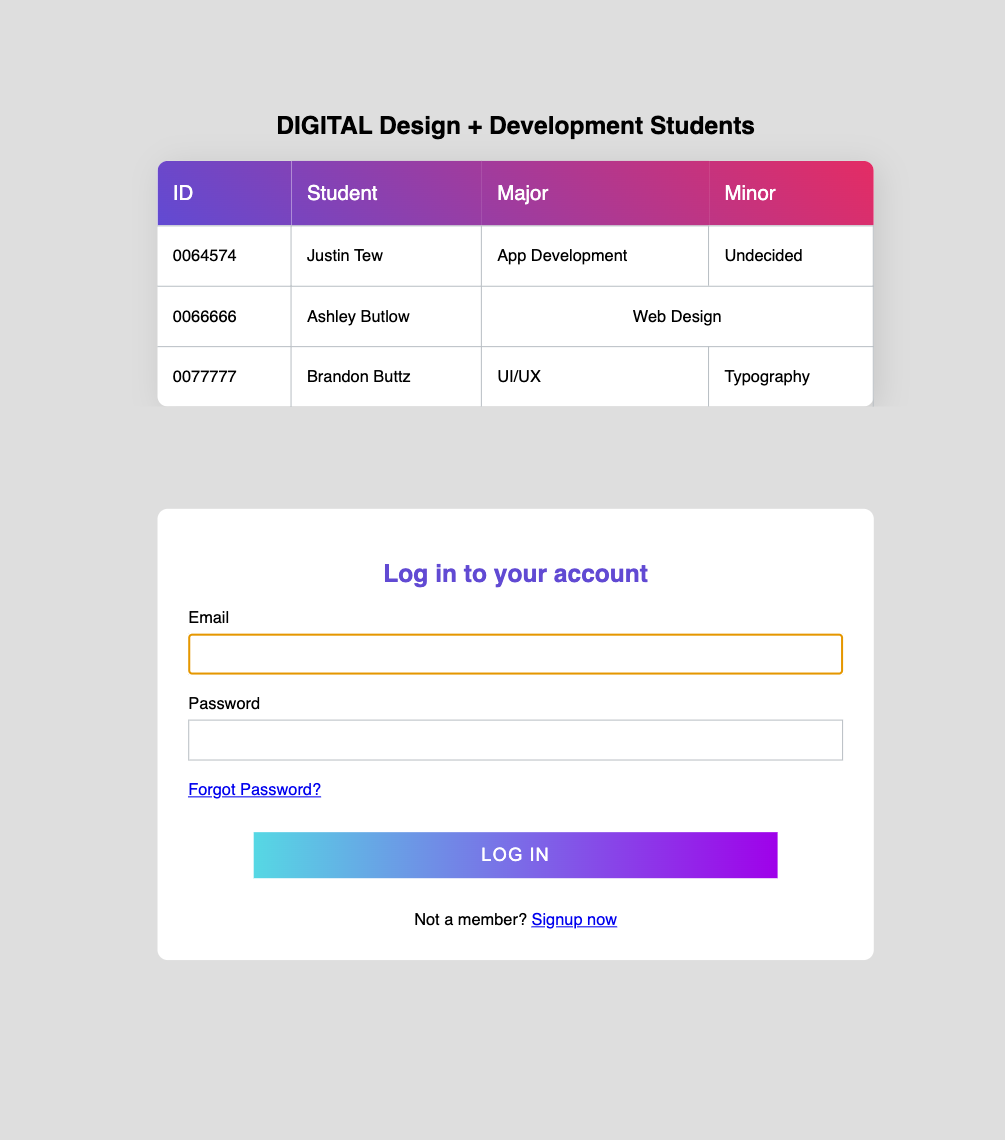 DIGITAL Design + Development Students
ID Student Major Minor
0064574 Justin Tew App Development Undecided
0066666 Ashley Butlow Web Design
0077777 Brandon Buttz UI/UX Typography
Log in to your account
Email
Password
Forgot Password?
LOG IN
Not a member? Signup now